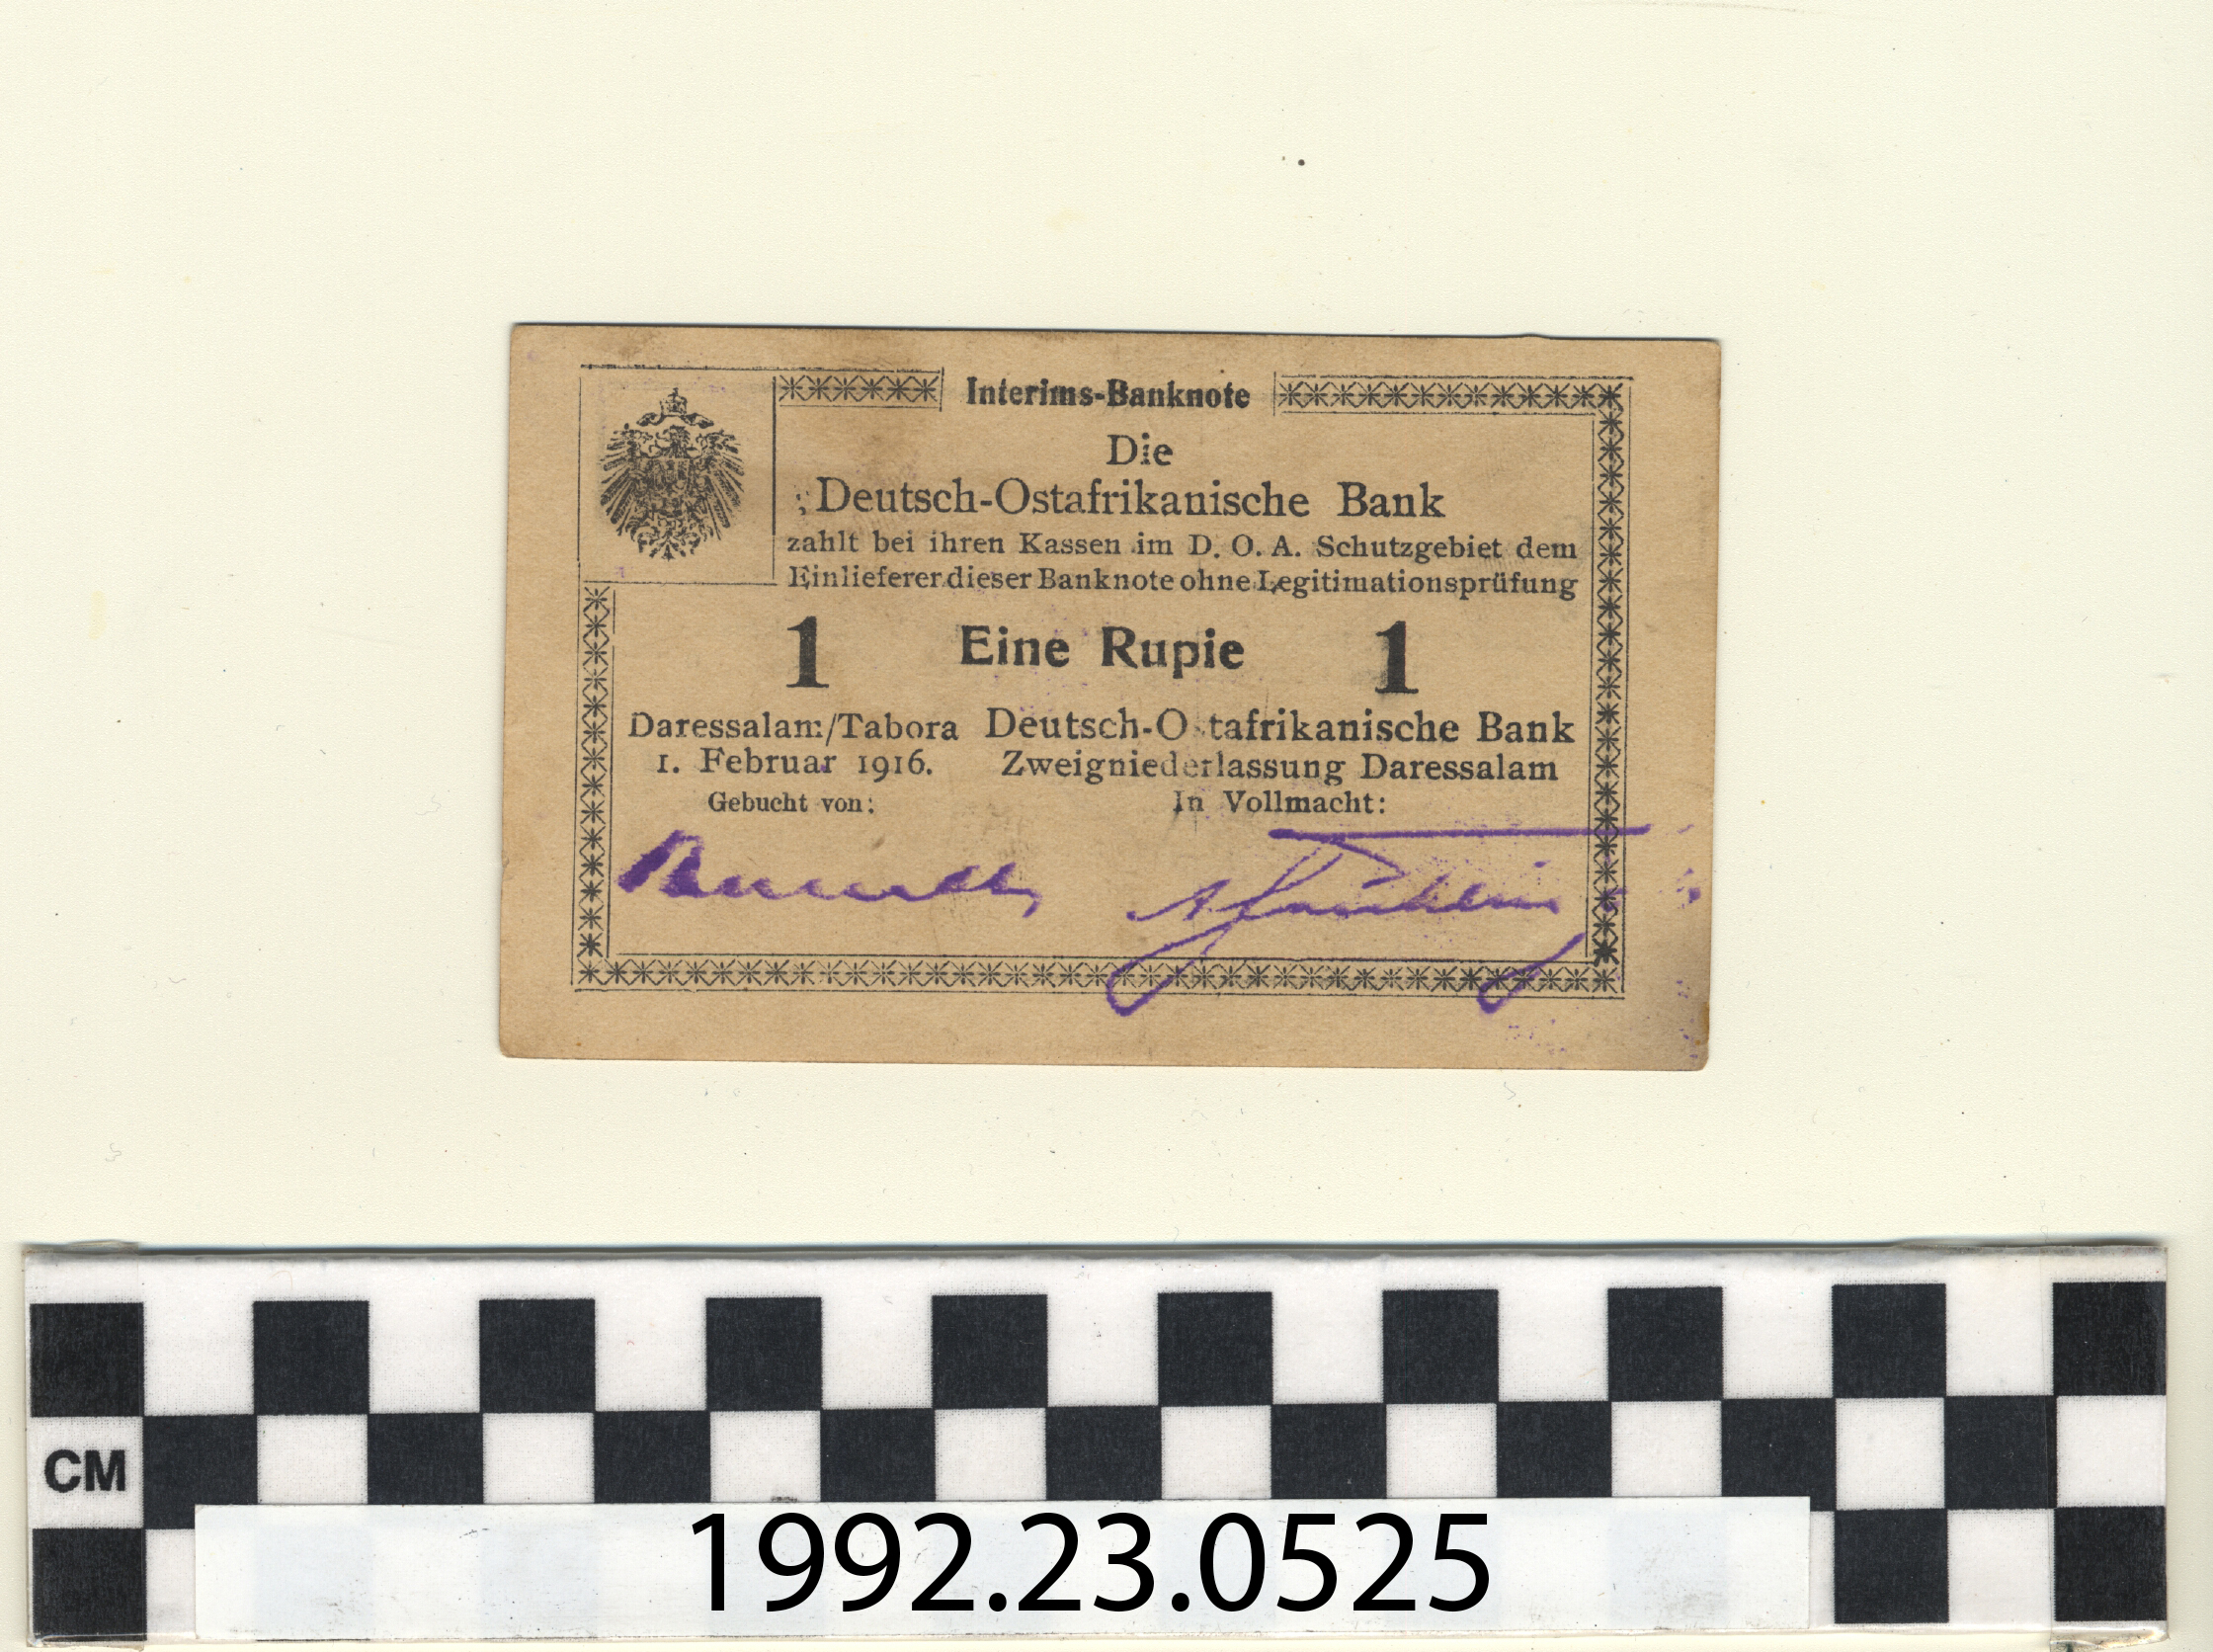 Interims-Banknote
Die
Deutsch-Ostafrikanische Bank
zahlt bei ihren Kassen im D. O. A. Schutzgebiet dem
Einlieferer dieser Banknote ohne Legitimationsprüfung
1 Eine Rupie 1
Daressalam/Tabora Deutsch-O tafrikanische Bank
1. Februar 1916. Zweigniederlassung Daressalam
Gebucht von: In Vollmacht:
CM
1992.23.0525